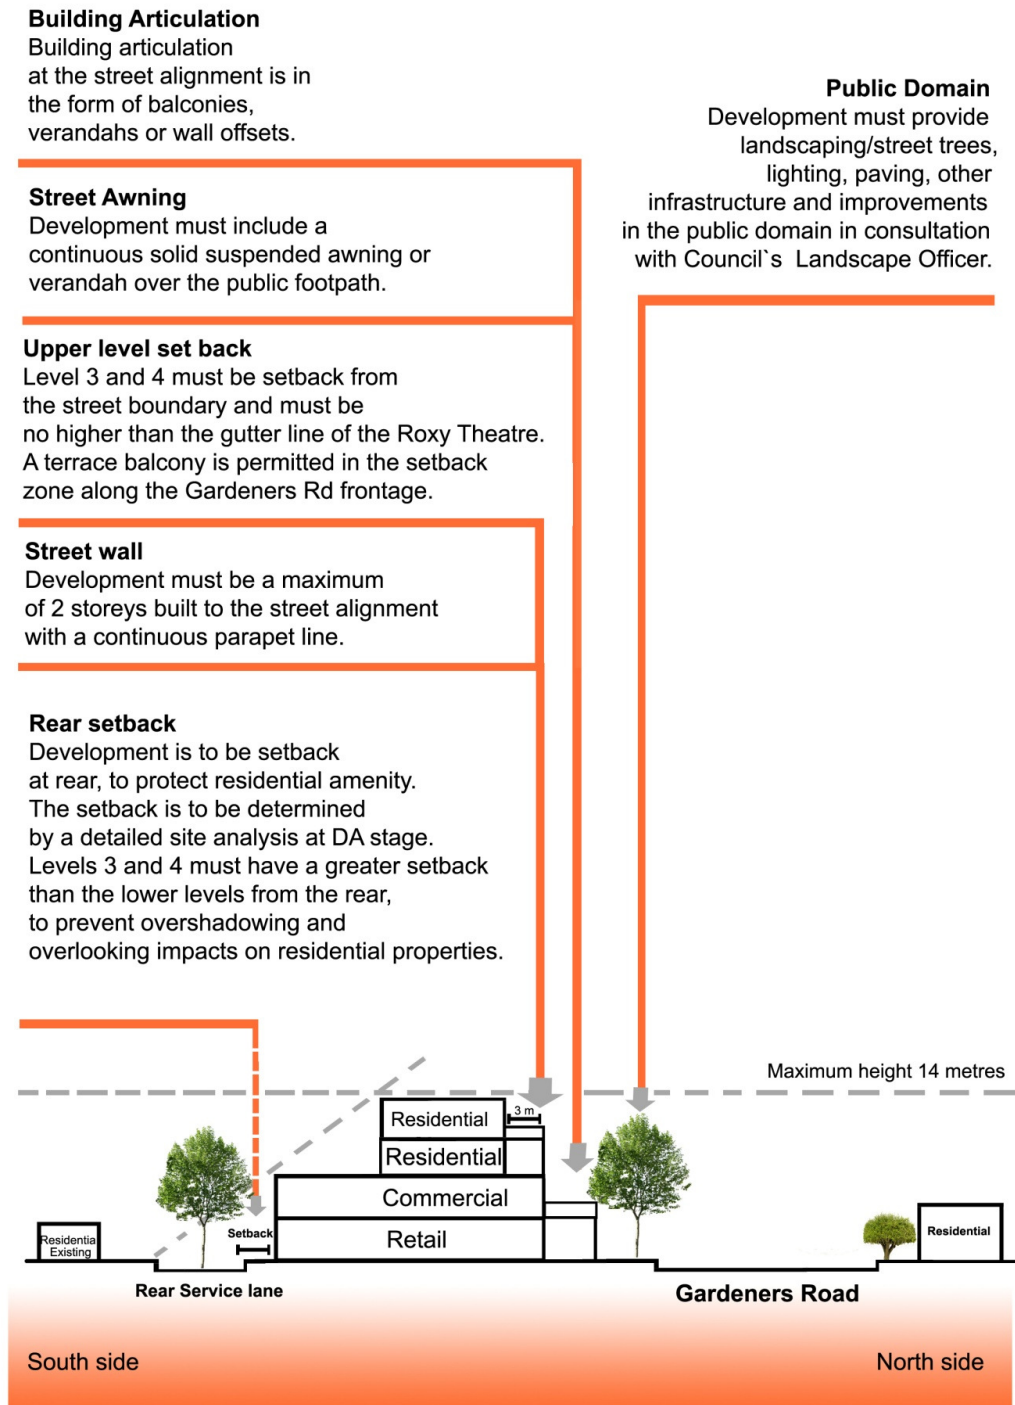 Building Articulation
Building articulation
at the street alignment is in
the form of balconies,
verandahs or wall offsets.
Public Domain
Development must provide
landscaping/street trees,
lighting, paving, other
infrastructure and improvements
in the public domain in consultation
with Council`s Landscape Officer.
Street Awning
Development must include a
continuous solid suspended awning or
verandah over the public footpath.
Upper level set back
Level 3 and 4 must be setback from
the street boundary and must be
no higher than the gutter line of the Roxy Theatre.
A terrace balcony is permitted in the setback
zone along the Gardeners Rd frontage.
Street wall
Development must be a maximum
of 2 storeys built to the street alignment
with a continuous parapet line.
Rear setback
Development is to be setback
at rear, to protect residential amenity.
The setback is to be determined
by a detailed site analysis at DA stage.
Levels 3 and 4 must have a greater setback
than the lower levels from the rear,
to prevent overshadowing and
overlooking impacts on residential properties.
Maximum height 14 metres
3 m
Residential
Residential
Commercial
Retail
Setback
Residentia
Existing
Residential
Rear Service lane
Gardeners Road
South side
North side